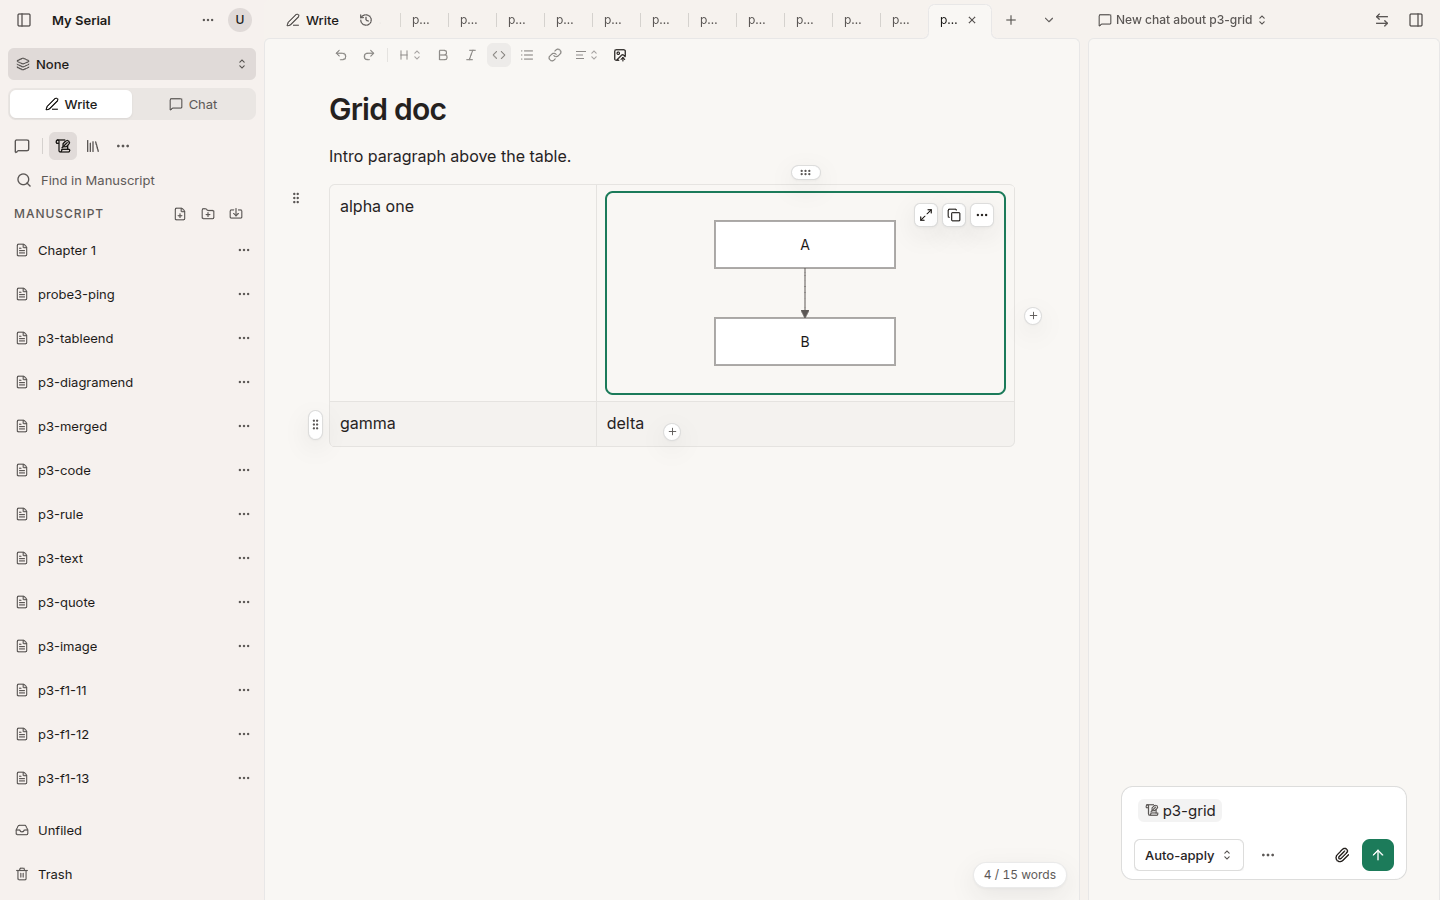 My Serial
U
None
Write
Chat
Find in Manuscript
MANUSCRIPT
Chapter 1
probe3-ping
p3-tableend
p3-diagramend
p3-merged
p3-code
p3-rule
p3-text
p3-quote
p3-image
p3-f1-11
p3-f1-12
p3-f1-13
Unfiled
Trash
Write
p...
p...
p...
p...
p...
p...
p...
p...
p...
p...
p...
p...
H
B
I
Grid doc
Intro paragraph above the table.
alpha one
A
B
gamma
delta
4 / 15 words
New chat about p3-grid
p3-grid
Auto-apply